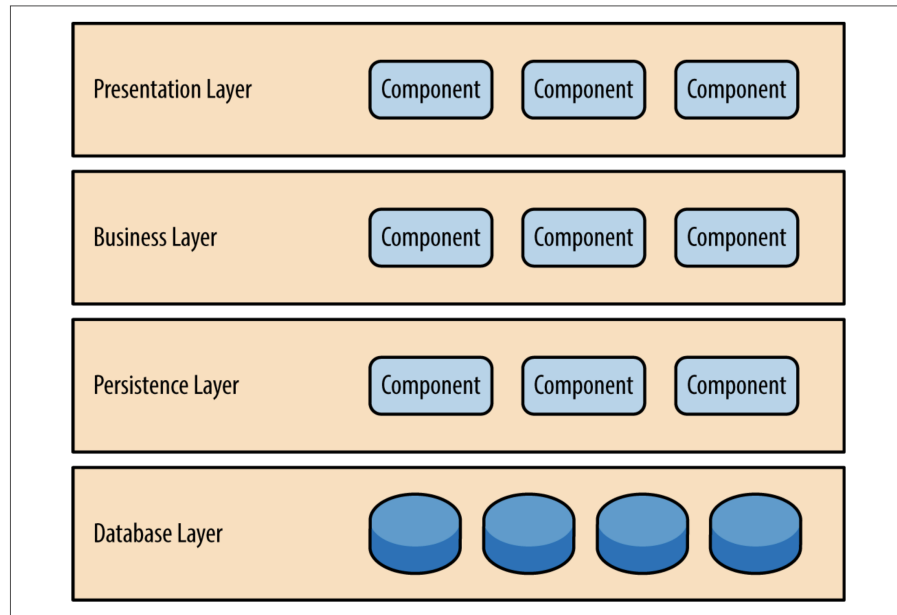 Presentation Layer Component Component Component
Business Layer Component Component Component
Persistence Layer Component Component Component
Database Layer